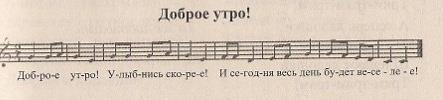 Доброе утро!
Доб-ро-е ут-ро! У-лыб-нись ско-ре-е! И се-год-ня весь день бу-дет ве-се - ле - е!